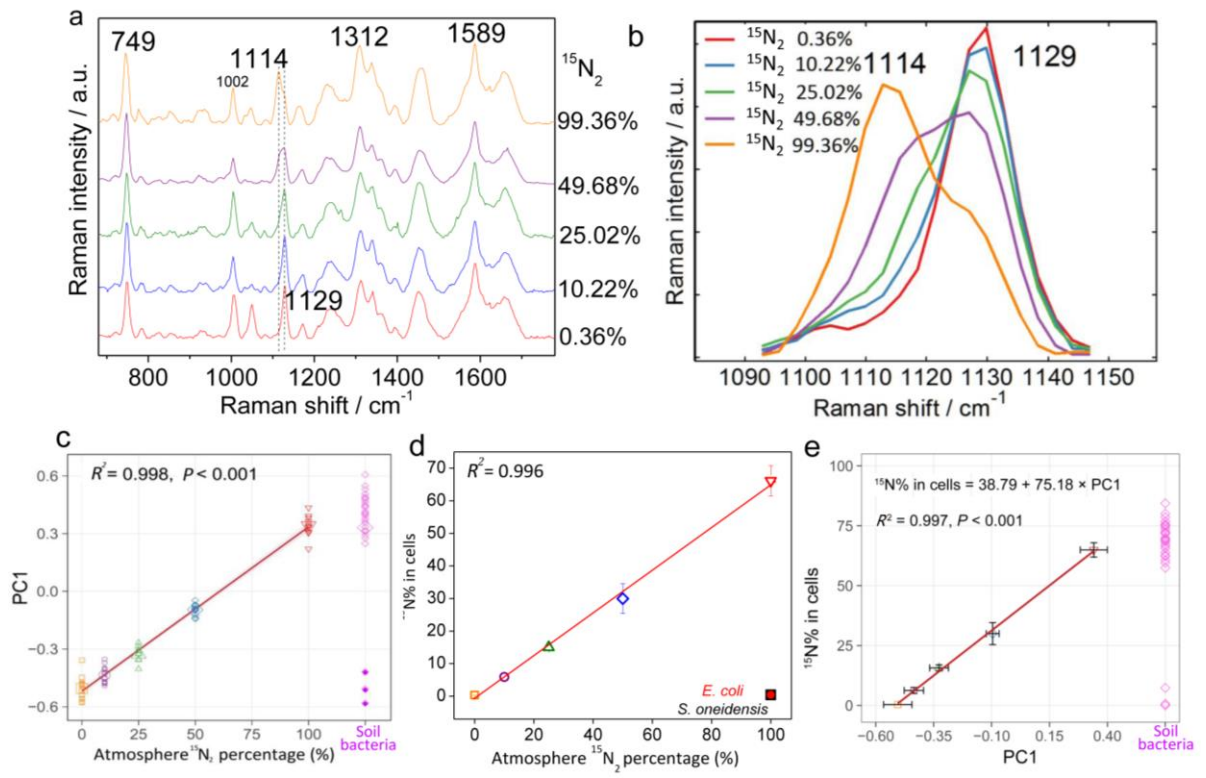 a
749
1002
1114
1312
1589
¹⁵N₂
99.36%
49.68%
25.02%
10.22%
1129
0.36%
Raman intensity / a.u.
800 1000 1200 1400 1600
Raman shift / cm⁻¹
b
¹⁵N₂ 0.36%
¹⁵N₂ 10.22%
¹⁵N₂ 25.02%
¹⁵N₂ 49.68%
¹⁵N₂ 99.36%
1114
1129
Raman intensity / a.u.
1090 1100 1110 1120 1130 1140 1150
Raman shift / cm⁻¹
c
R² = 0.998, P < 0.001
PC1
0.6
0.3
0.0
−0.3
−0.6
0 25 50 75 100
Soil
bacteria
Atmosphere ¹⁵N₂ percentage (%)
d
R² = 0.996
N% in cells
70
60
50
40
30
20
10
0
E. coli
S. oneidensis
0 20 40 60 80 100
Atmosphere ¹⁵N₂ percentage (%)
e
¹⁵N% in cells = 38.79 + 75.18 × PC1
R² = 0.997, P < 0.001
¹⁵N% in cells
100
75
50
25
0
−0.60 −0.35 −0.10 0.15 0.40
Soil
bacteria
PC1